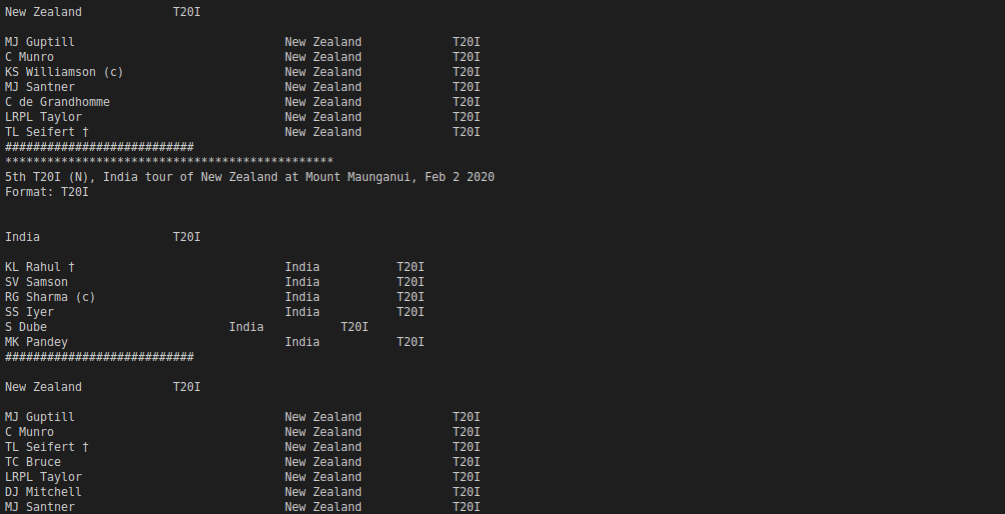 New Zealand T20I
MJ Guptill New Zealand T20I
C Munro New Zealand T20I
KS Williamson (c) New Zealand T20I
MJ Santner New Zealand T20I
C de Grandhomme New Zealand T20I
LRPL Taylor New Zealand T20I
TL Seifert † New Zealand T20I
###########################
***********************************************
5th T20I (N), India tour of New Zealand at Mount Maunganui, Feb 2 2020
Format: T20I
India T20I
KL Rahul † India T20I
SV Samson India T20I
RG Sharma (c) India T20I
SS Iyer India T20I
S Dube India T20I
MK Pandey India T20I
###########################
New Zealand T20I
MJ Guptill New Zealand T20I
C Munro New Zealand T20I
TL Seifert † New Zealand T20I
TC Bruce New Zealand T20I
LRPL Taylor New Zealand T20I
DJ Mitchell New Zealand T20I
MJ Santner New Zealand T20I